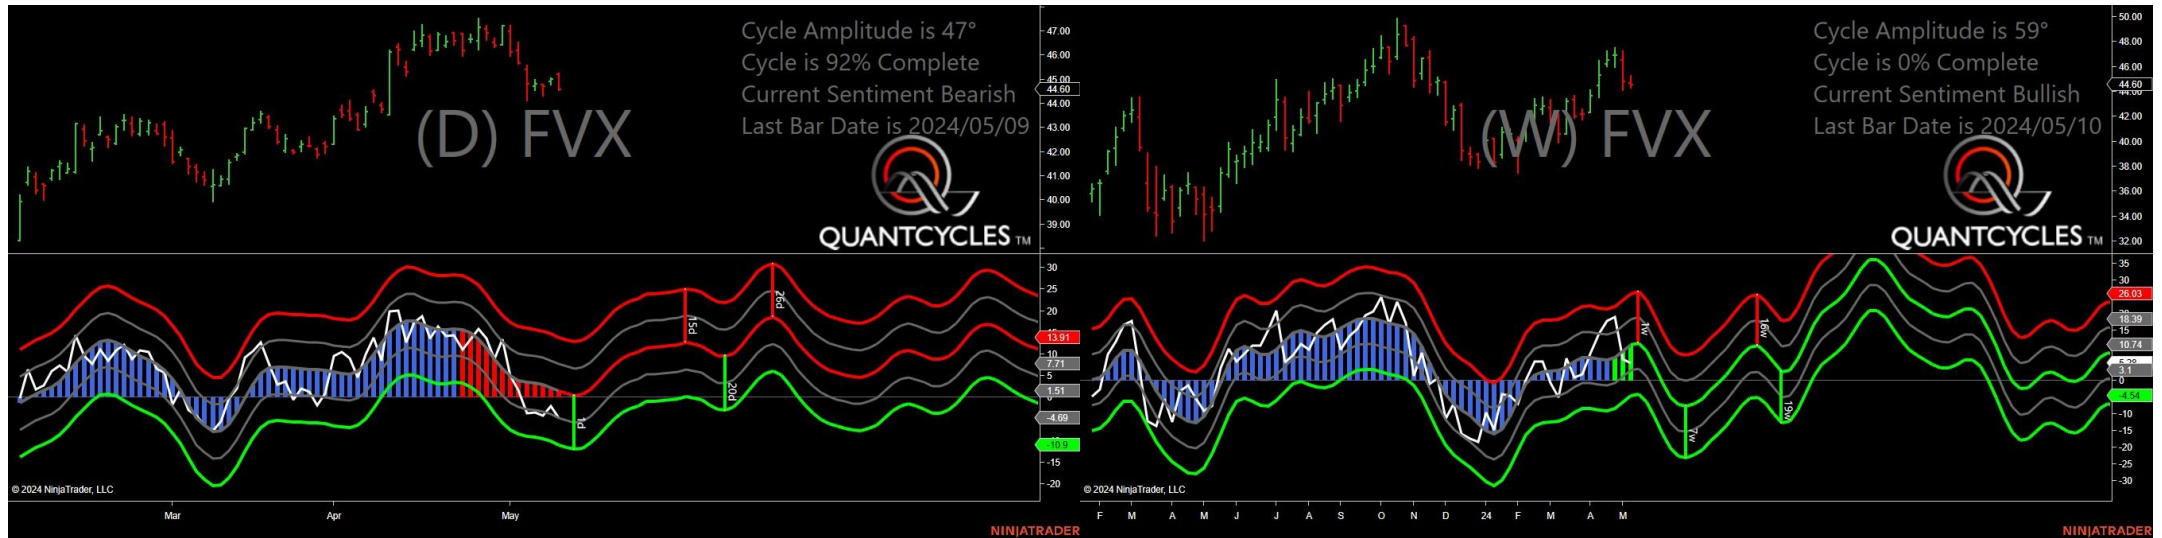 Cycle Amplitude is 47°
Cycle is 92% Complete
Current Sentiment Bearish
Last Bar Date is 2024/05/09
(D) FVX
QUANTCYCLES TM
47.00
46.00
45.00
44.60
44.00
43.00
42.00
41.00
40.00
39.00
30
25
20
13.91
10
7.71
5
1.51
0
-4.69
-10.9
-15
-20
15d
26d
1d
20d
© 2024 NinjaTrader, LLC
Mar
Apr
May
NINJATRADER
Cycle Amplitude is 59°
Cycle is 0% Complete
Current Sentiment Bullish
Last Bar Date is 2024/05/10
(W) FVX
QUANTCYCLES TM
50.00
48.00
46.00
44.60
42.00
40.00
38.00
36.00
34.00
32.00
35
30
26.03
18.39
15
10.74
3.1
0
-4.54
-10
-15
-20
-25
-30
1w
16w
7w
19w
© 2024 NinjaTrader, LLC
F M A M J J A S O N D 24 F M A M
NINJATRADER